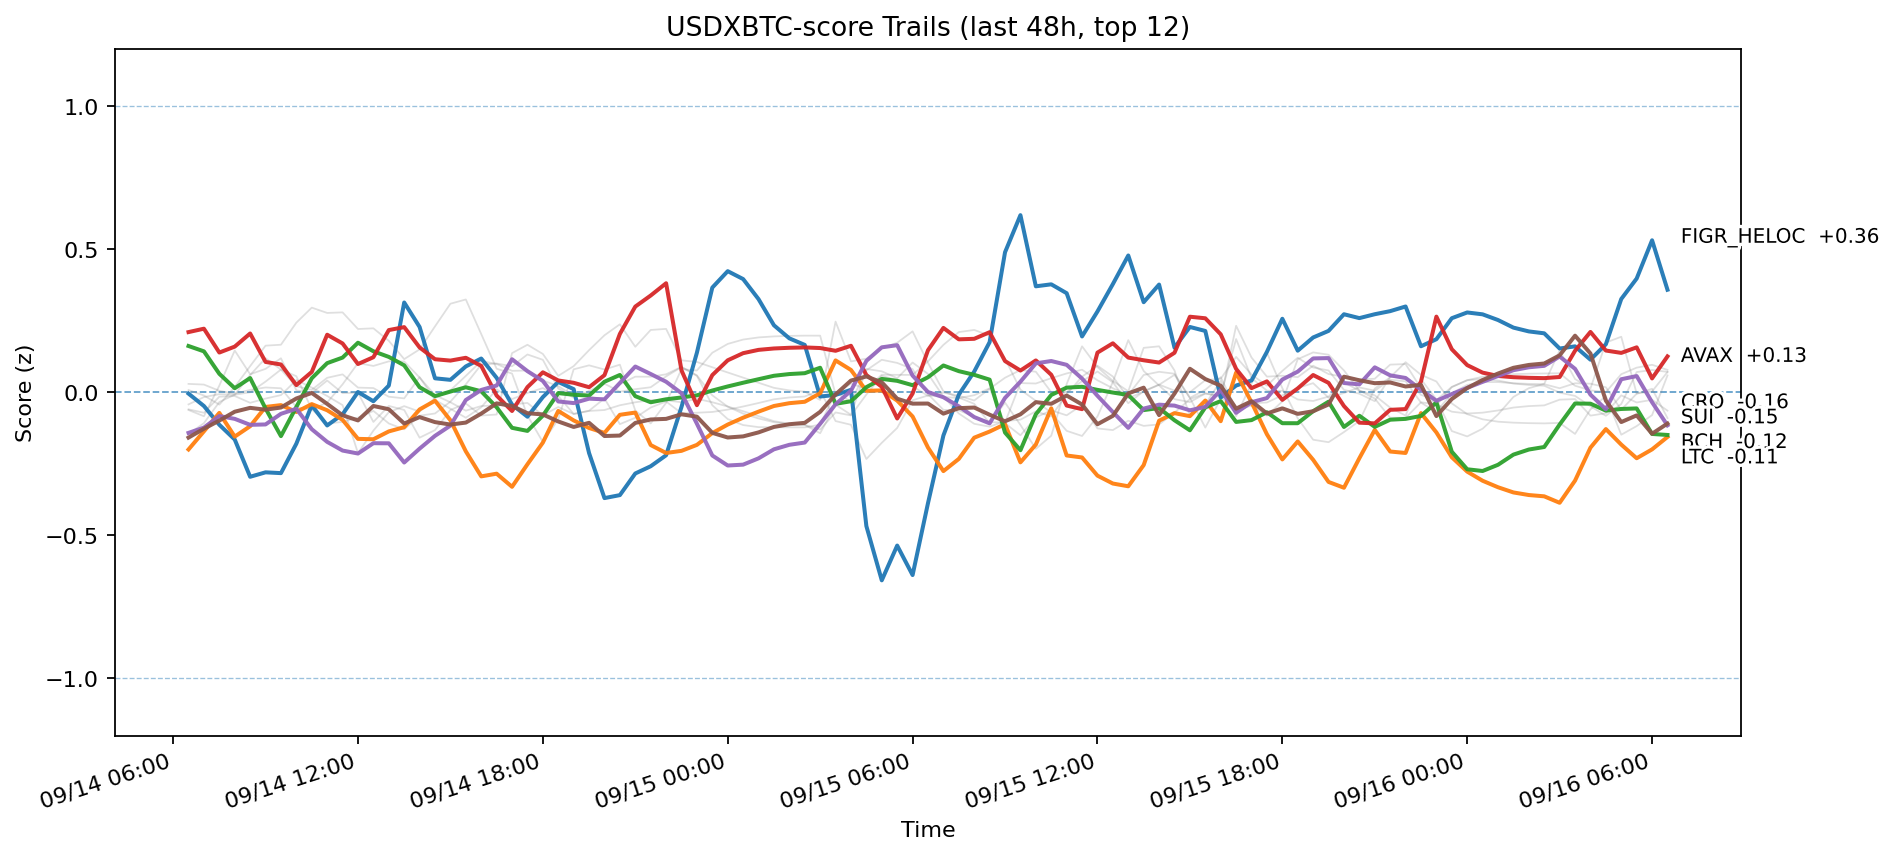 USDXBTC-score Trails (last 48h, top 12)
Score (z)
1.0
0.5
0.0
−0.5
−1.0
FIGR_HELOC +0.36
AVAX +0.13
CRO -0.16
SUI -0.15
BCH -0.12
LTC -0.11
09/14 06:00
09/14 12:00
09/14 18:00
09/15 00:00
09/15 06:00
09/15 12:00
09/15 18:00
09/16 00:00
09/16 06:00
Time